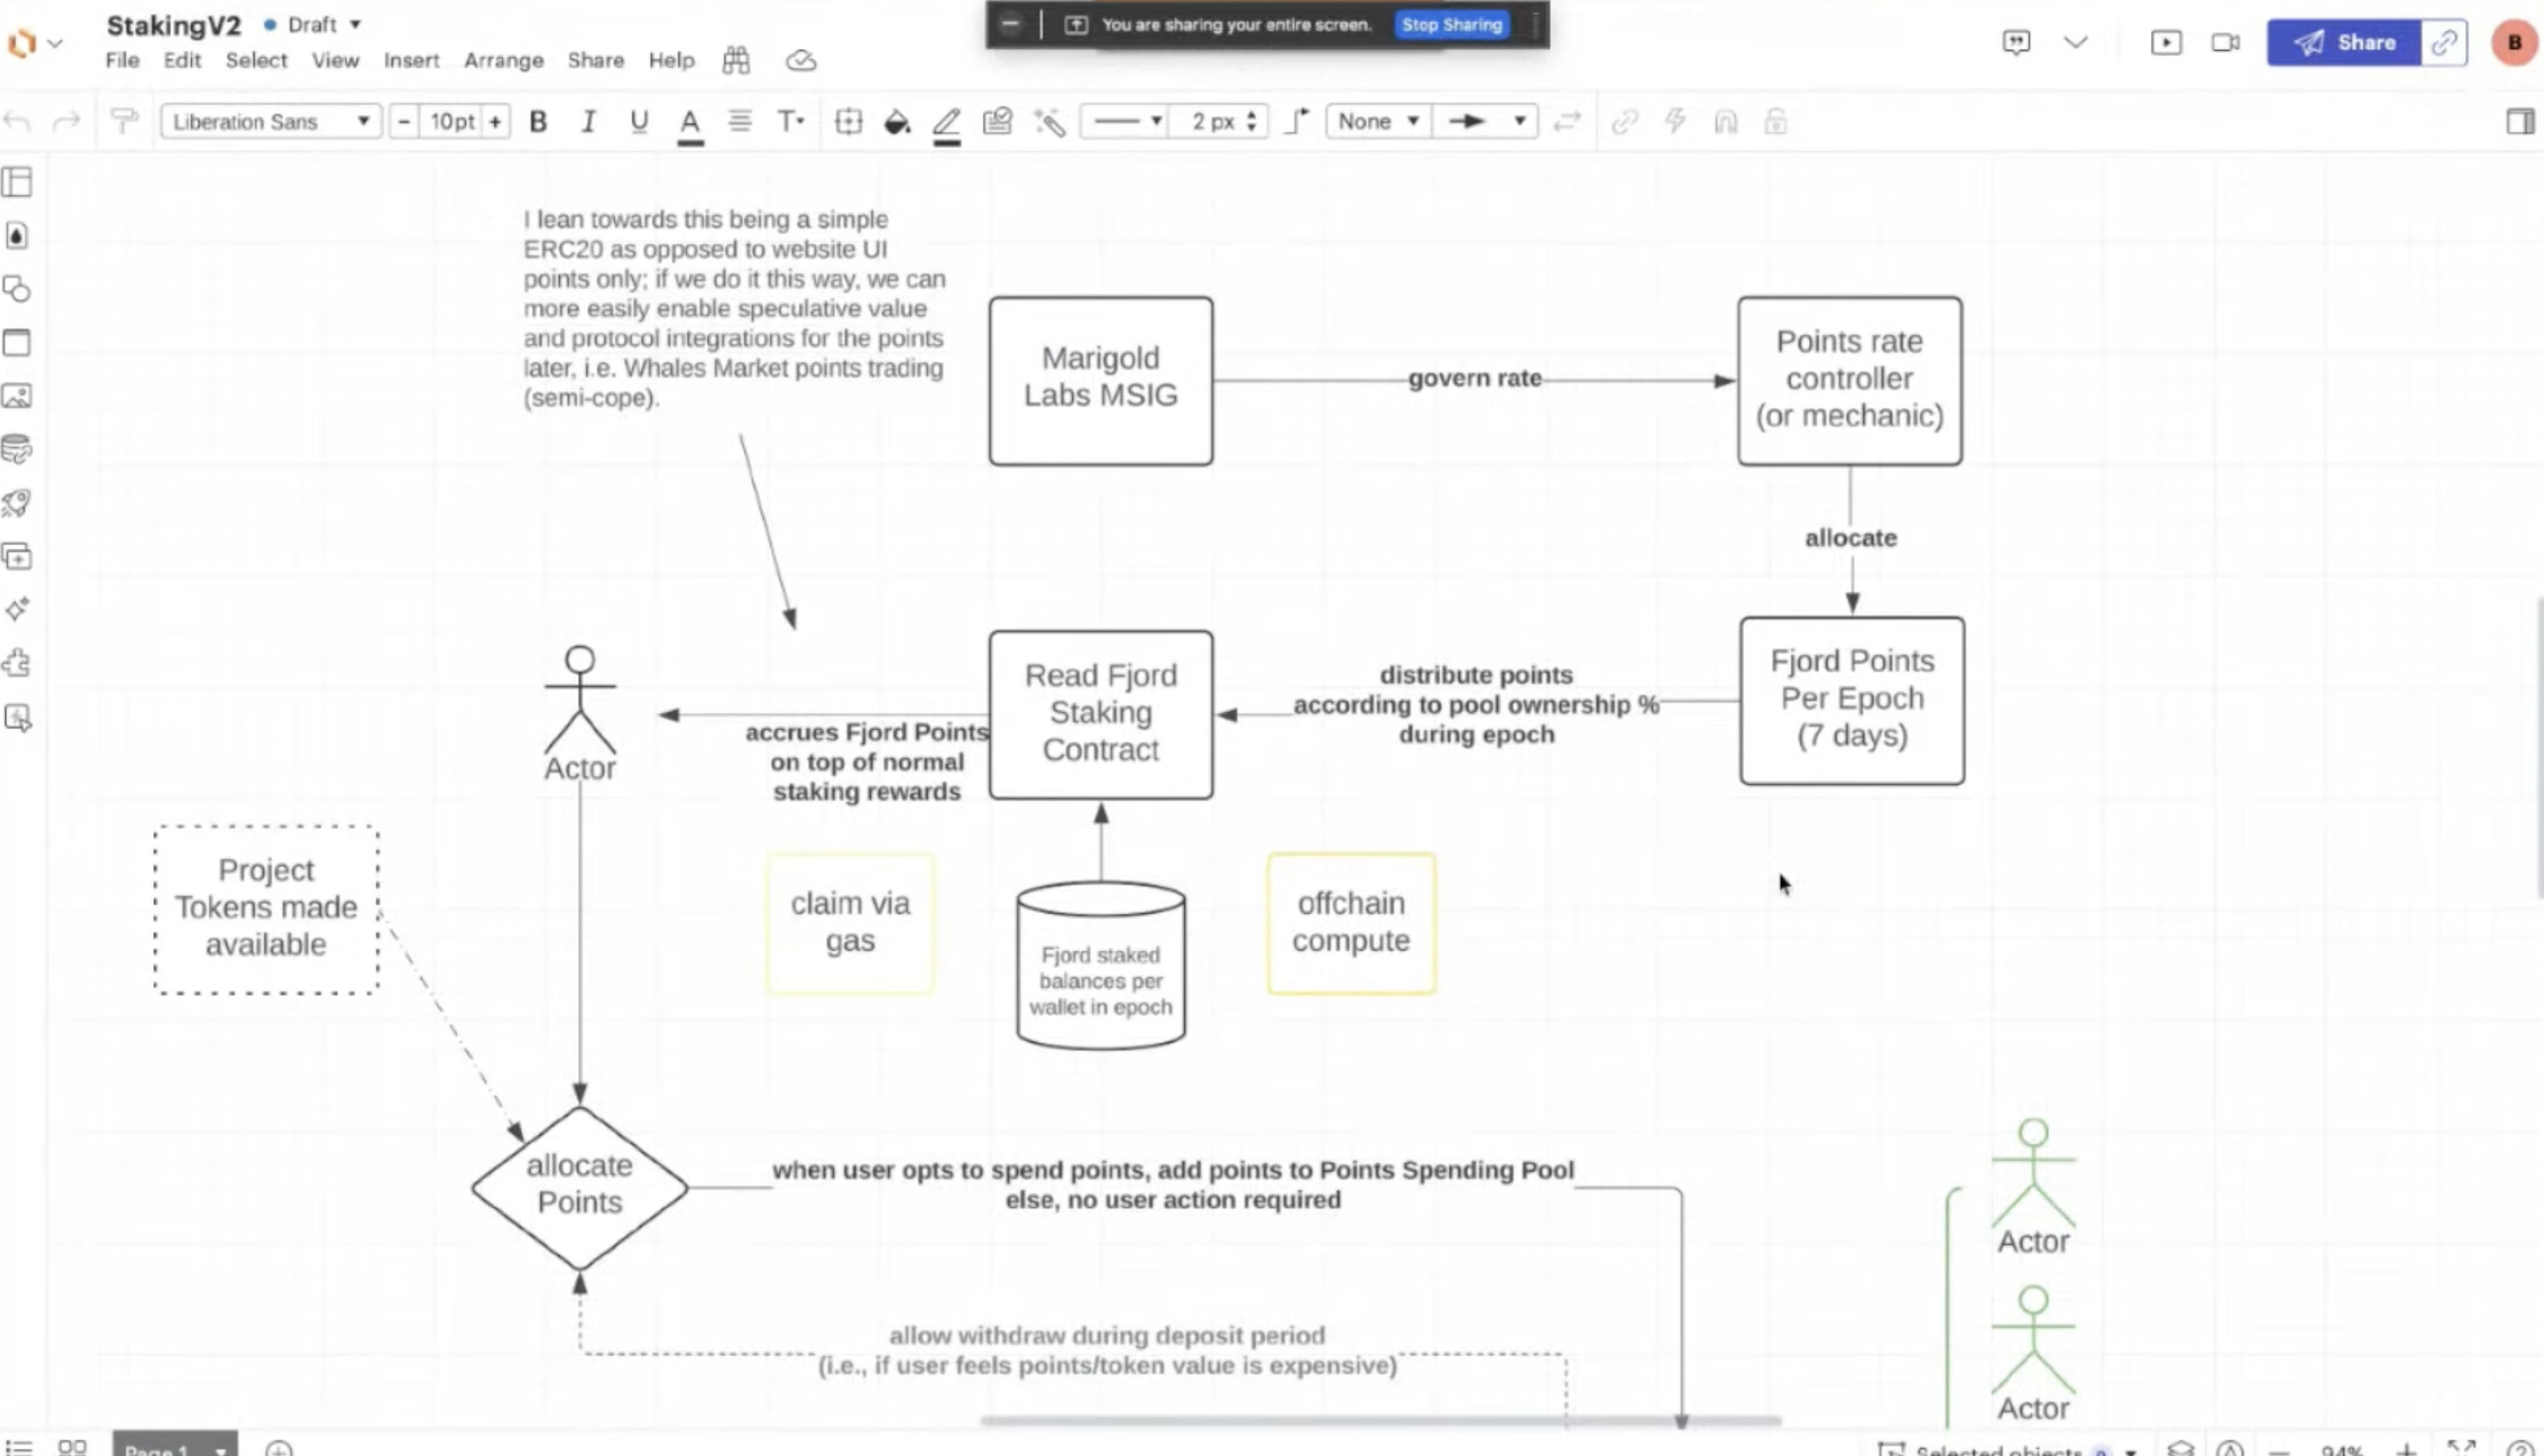 StakingV2 Draft
You are sharing your entire screen. Stop Sharing
Share
B
File Edit Select View Insert Arrange Share Help
Liberation Sans
- 10pt + B I U A T
2 px
None
I lean towards this being a simple
ERC20 as opposed to website UI
points only; if we do it this way, we can
more easily enable speculative value
and protocol integrations for the points
later, i.e. Whales Market points trading
(semi-cope).
Marigold
Labs MSIG
govern rate
Points rate
controller
(or mechanic)
allocate
Actor
accrues Fjord Points
on top of normal
staking rewards
Read Fjord
Staking
Contract
distribute points
according to pool ownership %
during epoch
Fjord Points
Per Epoch
(7 days)
Project
Tokens made
available
claim via
gas
Fjord staked
balances per
wallet in epoch
offchain
compute
allocate
Points
when user opts to spend points, add points to Points Spending Pool
else, no user action required
Actor
Actor
allow withdraw during deposit period
(i.e., if user feels points/token value is expensive)
Page 1
Selected objects
94%